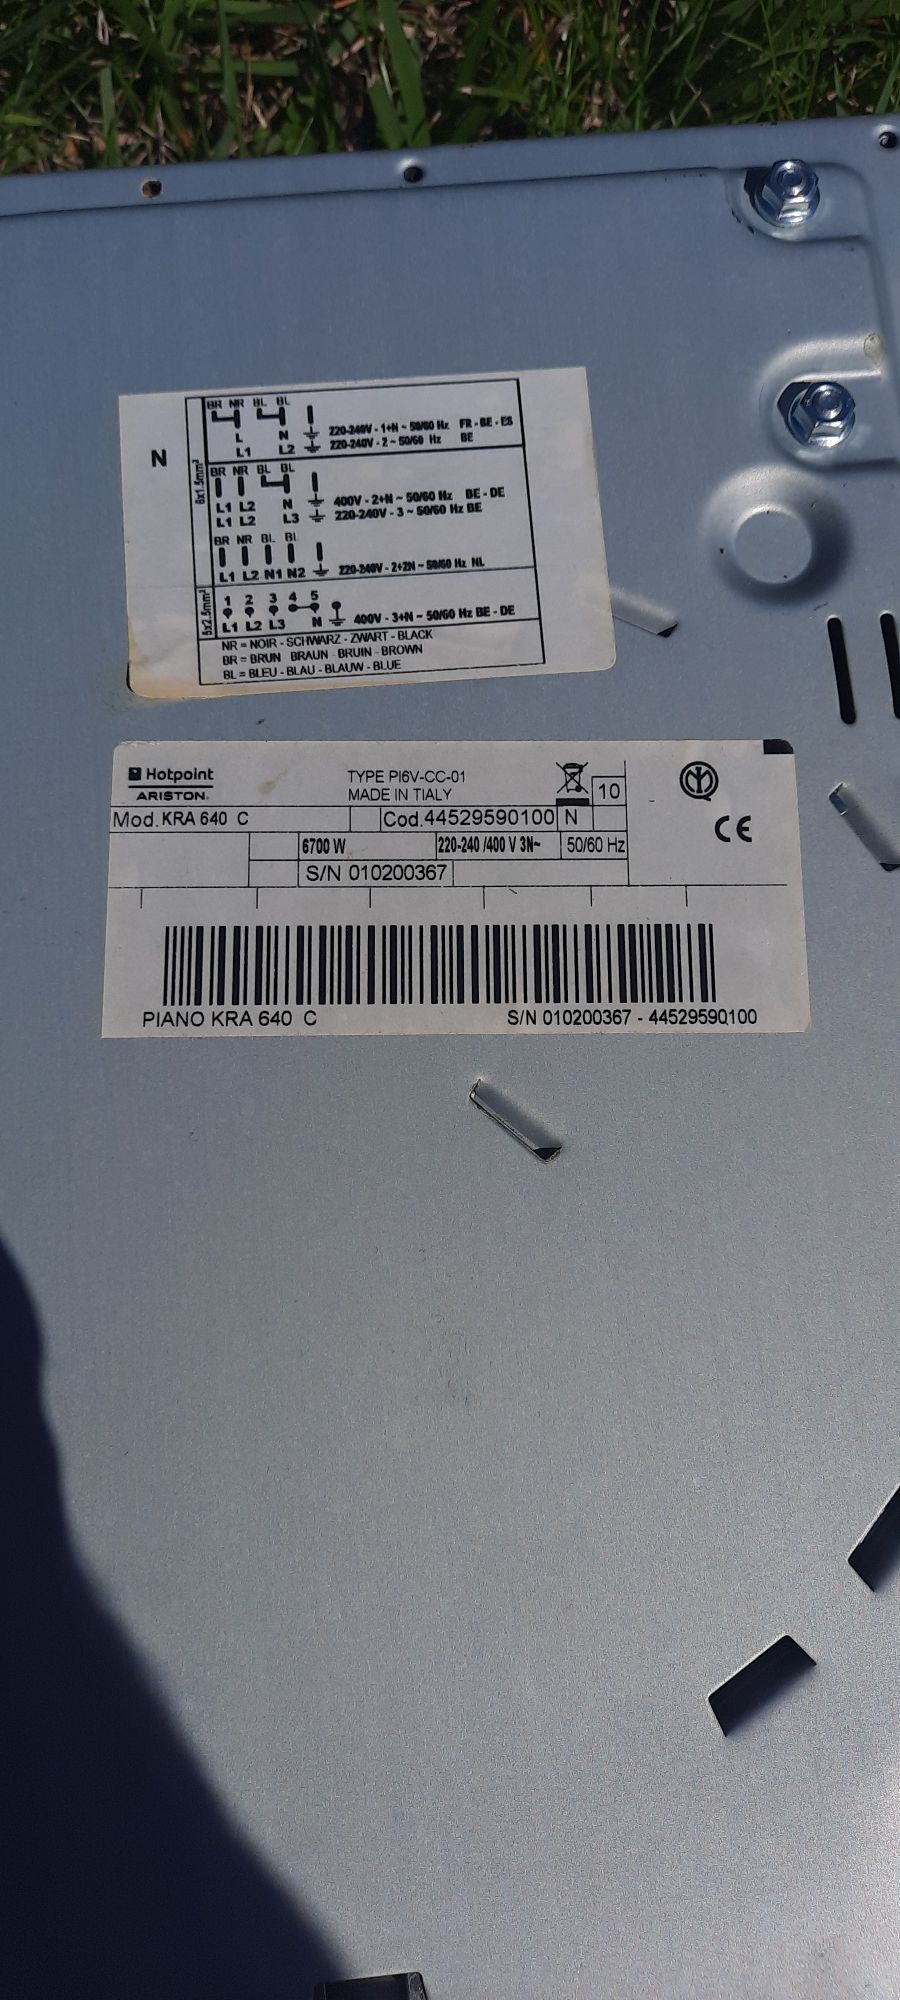 N
6x1.5mm²
BR NR BL BL
L N
L1 L2
220-240V - 1+N ~ 50/60 Hz FR - BE - ES
220-240V - 2 ~ 50/60 Hz BE
BR NR BL BL
L1 L2 N
L1 L2 L3
400V - 2+N ~ 50/60 Hz BE - DE
220-240V - 3 ~ 50/60 Hz BE
BR NR BL BL
L1 L2 N1 N2
220-240V - 2+2N ~ 50/60 Hz NL
5x2.5mm²
1 2 3 4 5
L1 L2 L3 N
400V - 3+N ~ 50/60 Hz BE - DE
NR = NOIR - SCHWARZ - ZWART - BLACK
BR = BRUN BRAUN - BRUIN - BROWN
BL = BLEU - BLAU - BLAUW - BLUE
Hotpoint
ARISTON
TYPE PI6V-CC-01
MADE IN TIALY
10
Mod. KRA 640 C
Cod. 44529590100
N
CE
6700 W
220-240 /400 V 3N~
50/60 Hz
S/N 010200367
PIANO KRA 640 C
S/N 010200367 - 44529590100